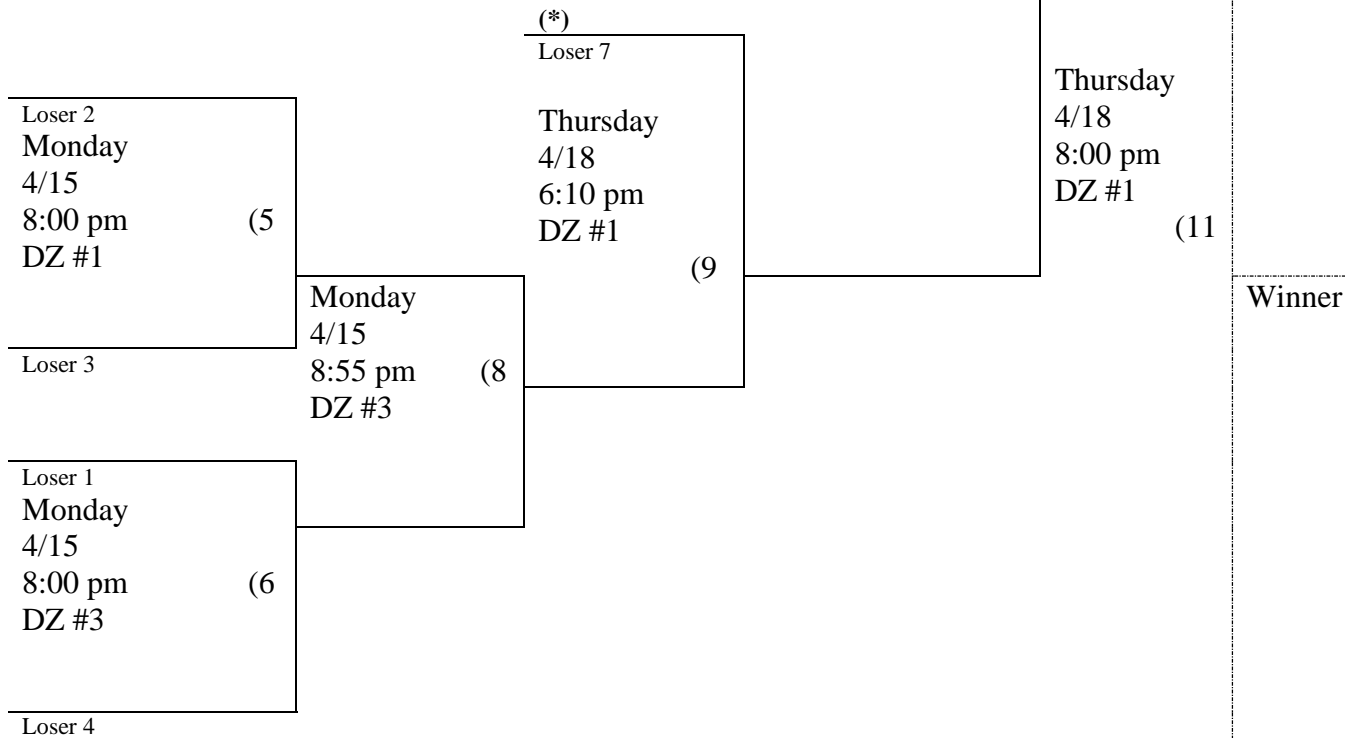 (*)
Loser 7
Thursday
4/18
6:10 pm
DZ #1
(9
Thursday
4/18
8:00 pm
DZ #1
(11
Winner
Loser 2
Monday
4/15
8:00 pm (5
DZ #1
Loser 3
Monday
4/15
8:55 pm (8
DZ #3
Loser 1
Monday
4/15
8:00 pm (6
DZ #3
Loser 4